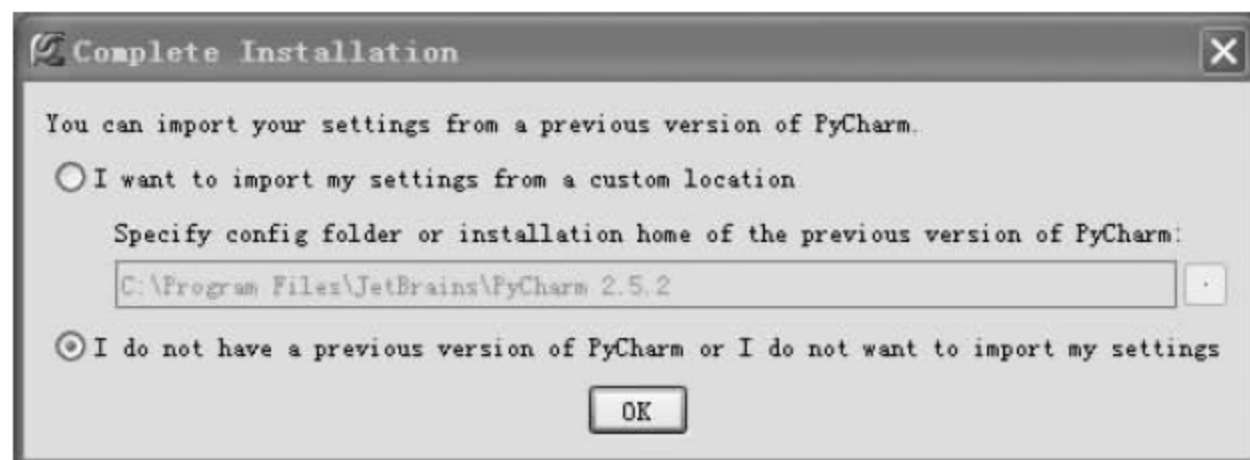 Complete Installation
You can import your settings from a previous version of PyCharm.
I want to import my settings from a custom location
Specify config folder or installation home of the previous version of PyCharm:
C:\Program Files\JetBrains\PyCharm 2.5.2
I do not have a previous version of PyCharm or I do not want to import my settings
OK